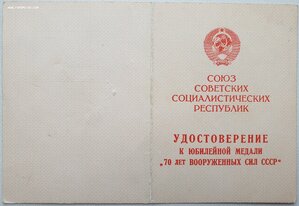 СОЮЗ
СОВЕТСКИХ
СОЦИАЛИСТИЧЕСКИХ
РЕСПУБЛИК
УДОСТОВЕРЕНИЕ
К ЮБИЛЕЙНОЙ МЕДАЛИ
„70 ЛЕТ ВООРУЖЕННЫХ СИЛ СССР"